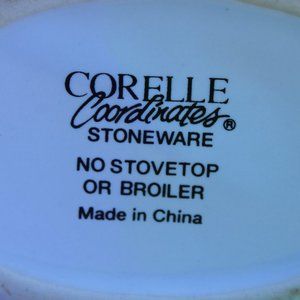 CORELLE
Coordinates®
STONEWARE
NO STOVETOP
OR BROILER
Made in China